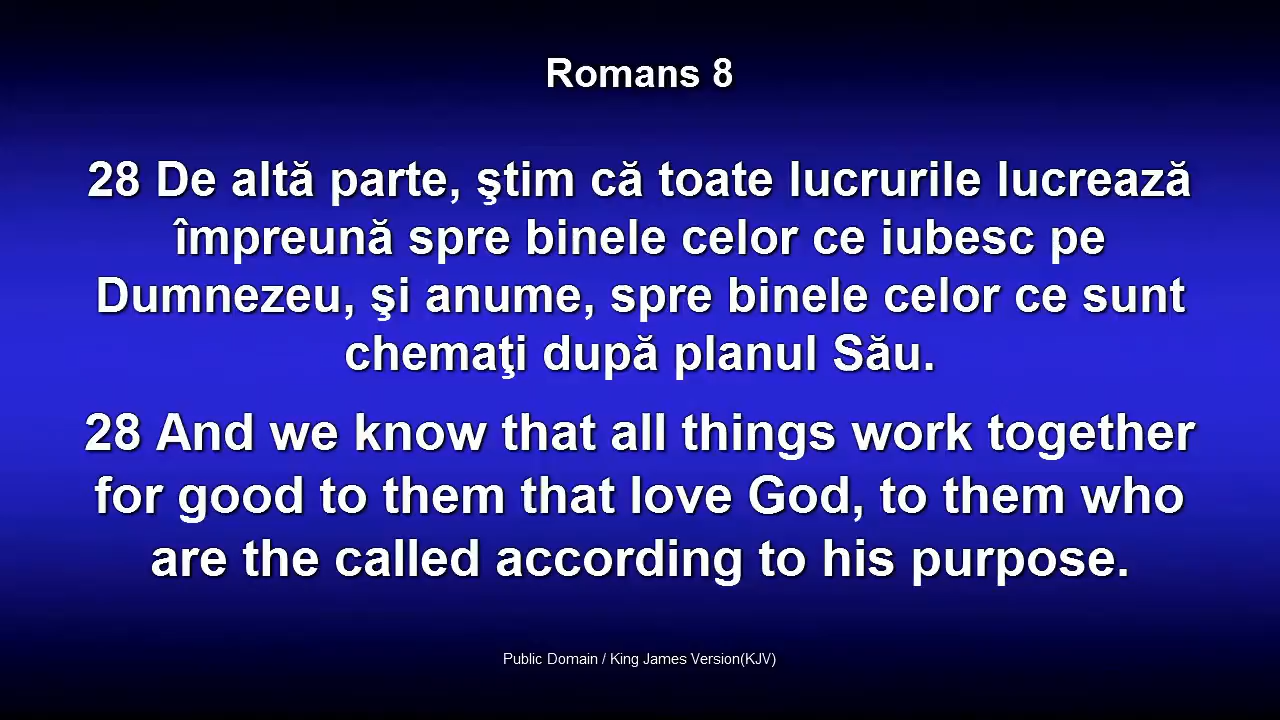 Romans 8
28 De altă parte, ştim că toate lucrurile lucrează
împreună spre binele celor ce iubesc pe
Dumnezeu, şi anume, spre binele celor ce sunt
chemaţi după planul Său.
28 And we know that all things work together
for good to them that love God, to them who
are the called according to his purpose.
Public Domain / King James Version(KJV)